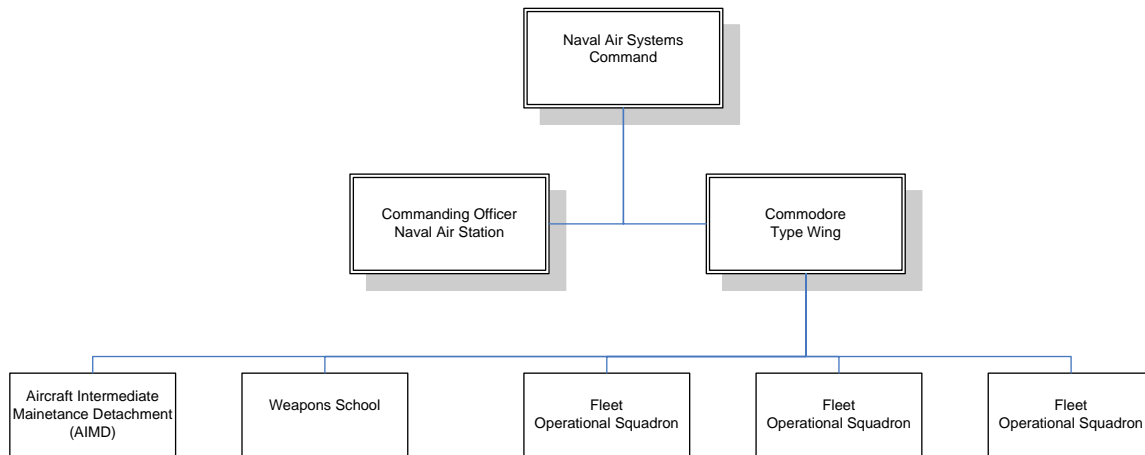 Naval Air Systems
Command
Commanding Officer
Naval Air Station
Commodore
Type Wing
Aircraft Intermediate
Mainetance Detachment
(AIMD)
Weapons School
Fleet
Operational Squadron
Fleet
Operational Squadron
Fleet
Operational Squadron